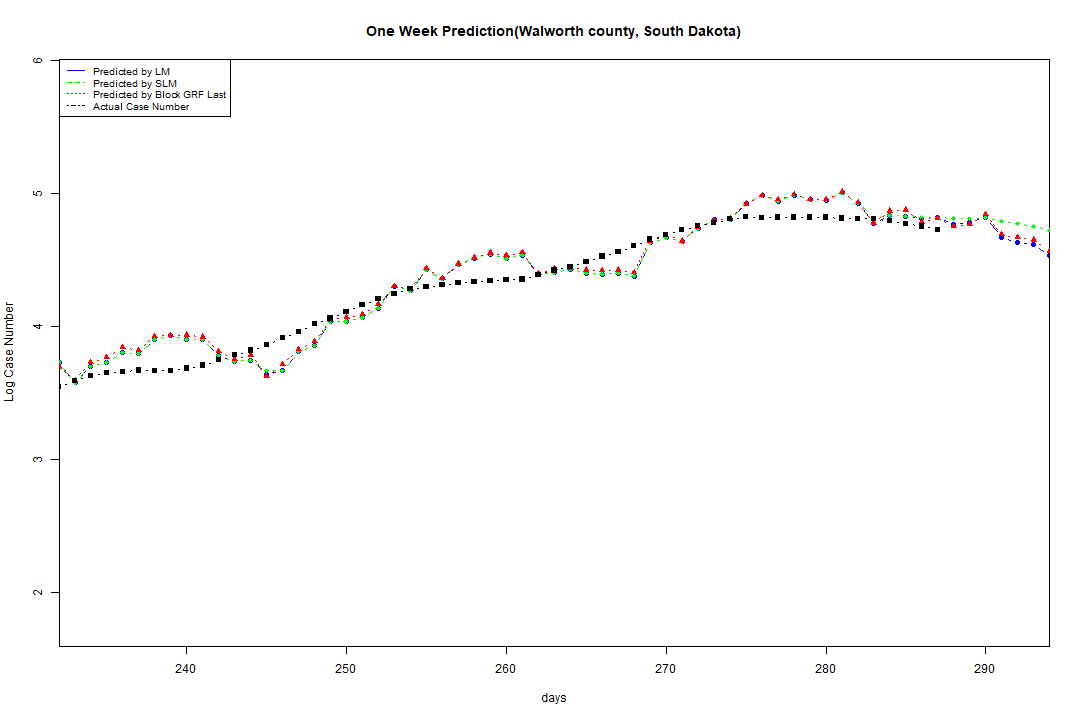 One Week Prediction(Walworth county, South Dakota)
Predicted by LM
Predicted by SLM
Predicted by Block GRF Last
Actual Case Number
6
5
4
3
2
Log Case Number
240 250 260 270 280 290
days